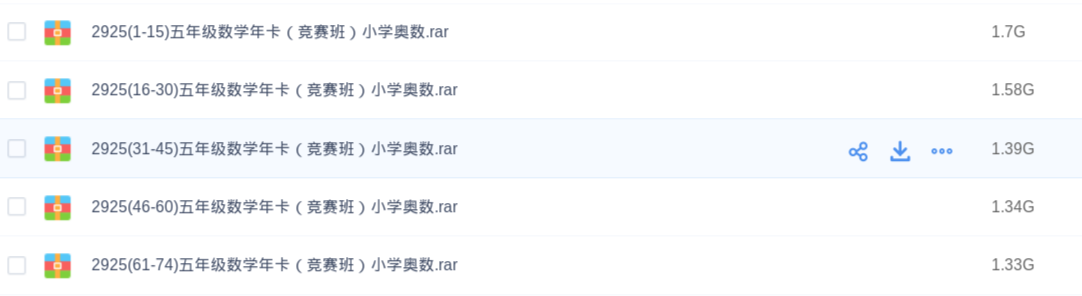 2925(1-15)五年级数学年卡（竞赛班）小学奥数.rar 1.7G
2925(16-30)五年级数学年卡（竞赛班）小学奥数.rar 1.58G
2925(31-45)五年级数学年卡（竞赛班）小学奥数.rar 1.39G
2925(46-60)五年级数学年卡（竞赛班）小学奥数.rar 1.34G
2925(61-74)五年级数学年卡（竞赛班）小学奥数.rar 1.33G